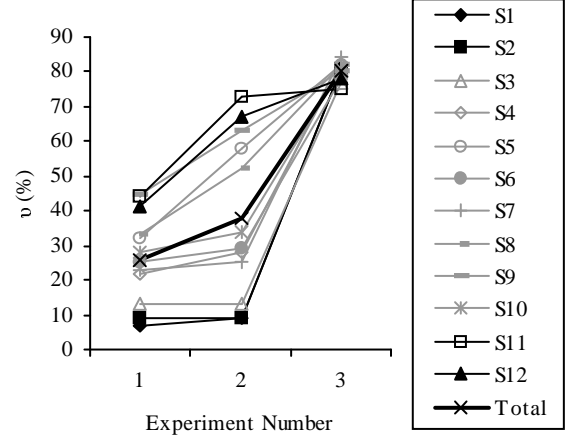 90
80
70
60
50
40
30
20
10
0
υ (%)
1 2 3
Experiment Number
S1
S2
S3
S4
S5
S6
S7
S8
S9
S10
S11
S12
Total